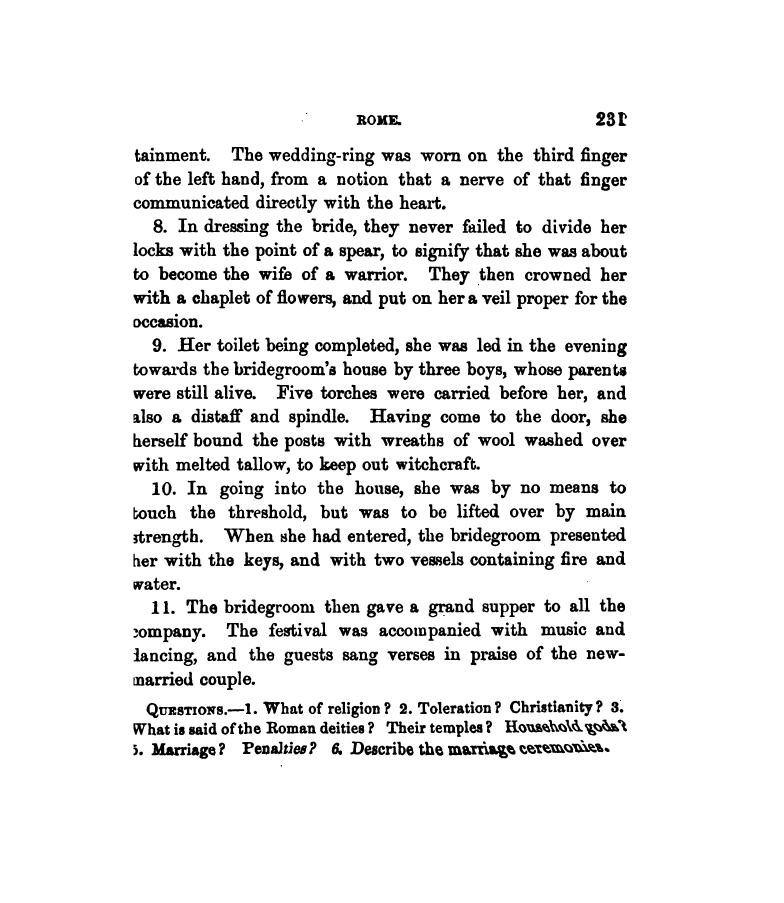 ROME. 231
tainment. The wedding-ring was worn on the third finger
of the left hand, from a notion that a nerve of that finger
communicated directly with the heart.
8. In dressing the bride, they never failed to divide her
locks with the point of a spear, to signify that she was about
to become the wife of a warrior. They then crowned her
with a chaplet of flowers, and put on her a veil proper for the
occasion.
9. Her toilet being completed, she was led in the evening
towards the bridegroom's house by three boys, whose parents
were still alive. Five torches were carried before her, and
also a distaff and spindle. Having come to the door, she
herself bound the posts with wreaths of wool washed over
with melted tallow, to keep out witchcraft.
10. In going into the house, she was by no means to
touch the threshold, but was to be lifted over by main
strength. When she had entered, the bridegroom presented
her with the keys, and with two vessels containing fire and
water.
11. The bridegroom then gave a grand supper to all the
company. The festival was accompanied with music and
dancing, and the guests sang verses in praise of the new-
married couple.
QUESTIONS.—1. What of religion? 2. Toleration? Christianity? 3.
What is said of the Roman deities? Their temples? Household gods?
5. Marriage? Penalties? 6. Describe the marriage ceremonies.